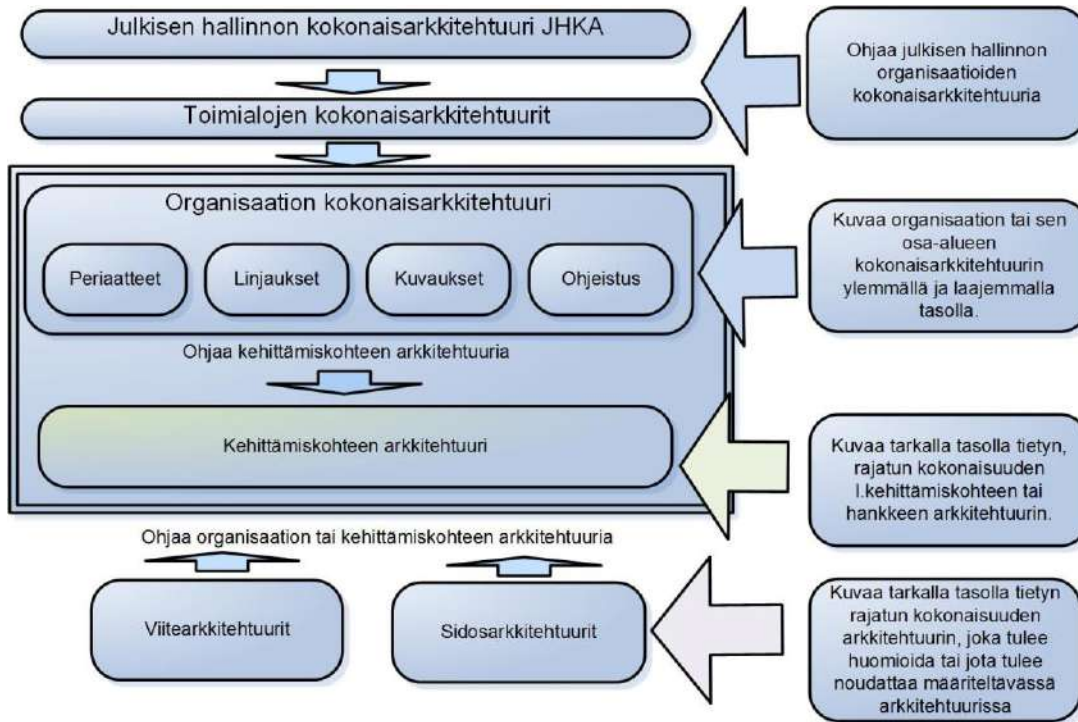 Julkisen hallinnon kokonaisarkkitehtuuri JHKA
Ohjaa julkisen hallinnon
organisaatioiden
kokonaisarkkitehtuuria
Toimialojen kokonaisarkkitehtuurit
Organisaation kokonaisarkkitehtuuri
Periaatteet
Linjaukset
Kuvaukset
Ohjeistus
Kuvaa organisaation tai sen
osa-alueen
kokonaisarkkitehtuurin
ylemmällä ja laajemmalla
tasolla.
Ohjaa kehittämiskohteen arkkitehtuuria
Kehittämiskohteen arkkitehtuuri
Kuvaa tarkalla tasolla tietyn,
rajatun kokonaisuuden
l.kehittämiskohteen tai
hankkeen arkkitehtuurin.
Ohjaa organisaation tai kehittämiskohteen arkkitehtuuria
Viitearkkitehtuurit
Sidosarkkitehtuurit
Kuvaa tarkalla tasolla tietyn
rajatun kokonaisuuden
arkkitehtuurin, joka tulee
huomioida tai jota tulee
noudattaa määriteltävässä
arkkitehtuurissa